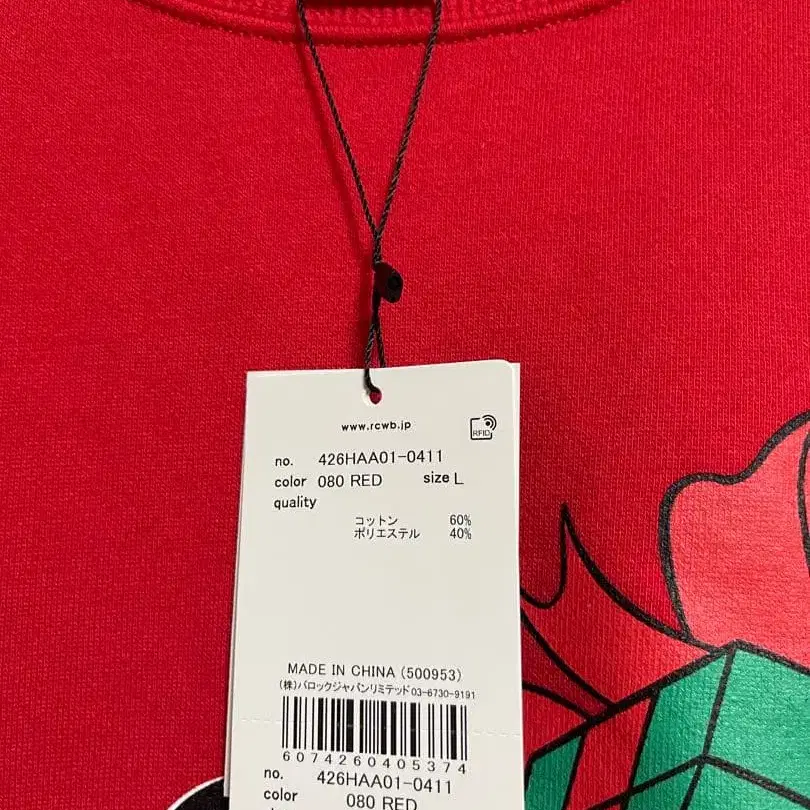 www.rcwb.jp
RFID
no. 426HAA01-0411
color 080 RED size L
quality
コットン 60%
ポリエステル 40%
MADE IN CHINA (500953)
(株)バロックジャパンリミテッド03-6730-9191
6074260405374
no. 426HAA01-0411
color 080 RED